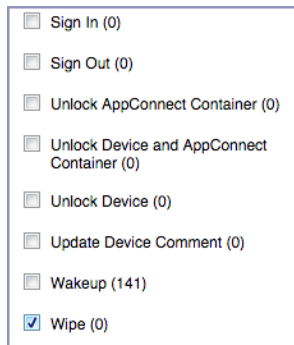 Sign In (0)
Sign Out (0)
Unlock AppConnect Container (0)
Unlock Device and AppConnect
Container (0)
Unlock Device (0)
Update Device Comment (0)
Wakeup (141)
Wipe (0)